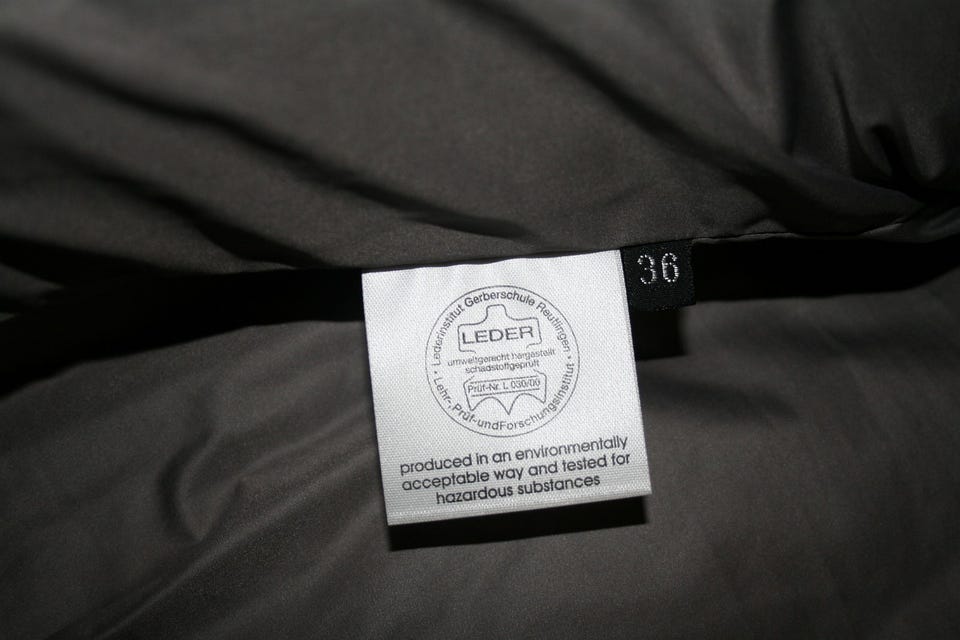 36
Lederinstitut Gerberschule Reutlingen
LEDER
umweltgerecht hergestellt
schadstoffgeprüft
Prüf-Nr. L 030/00
Lehr-, Prüf-und Forschungsinstitut
produced in an environmentally
acceptable way and tested for
hazardous substances